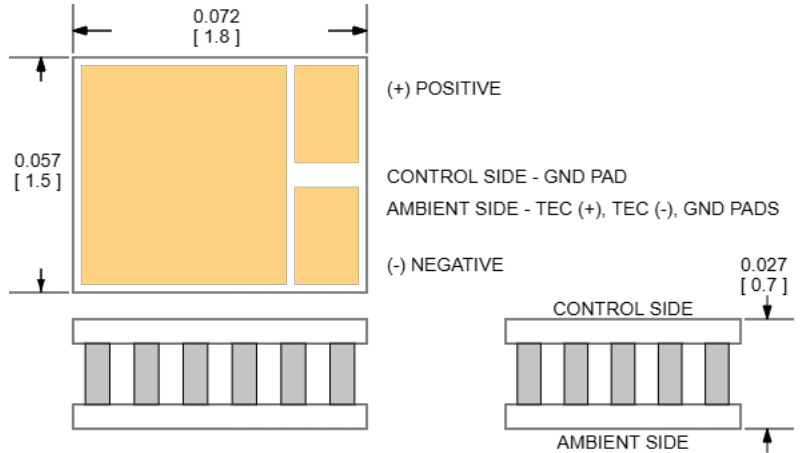 0.072
[ 1.8 ]
(+) POSITIVE
0.057
[ 1.5 ]
CONTROL SIDE - GND PAD
AMBIENT SIDE - TEC (+), TEC (-), GND PADS
(-) NEGATIVE
0.027
[ 0.7 ]
CONTROL SIDE
AMBIENT SIDE